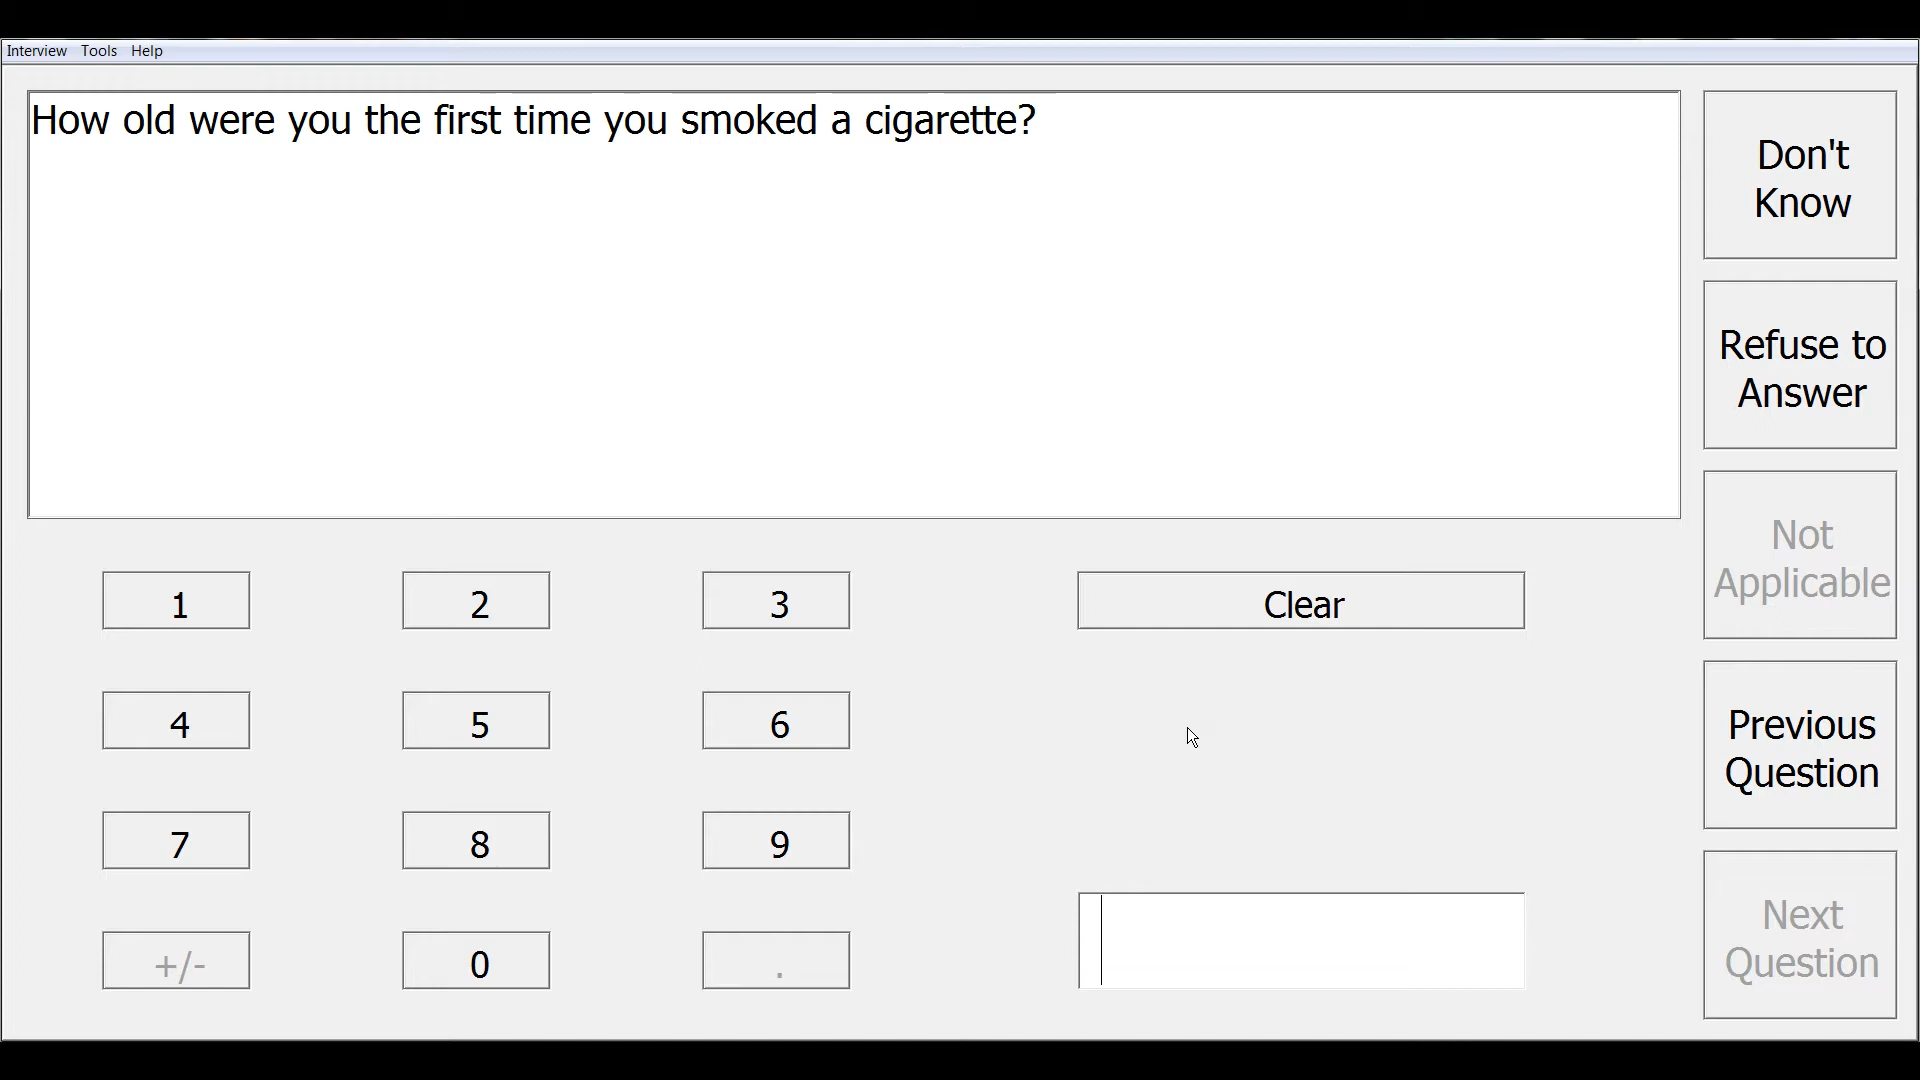 Interview Tools Help
How old were you the first time you smoked a cigarette?
Don't
Know
Refuse to
Answer
Not
Applicable
Previous
Question
Next
Question
1 2 3 Clear
4 5 6
7 8 9
+/- 0 .